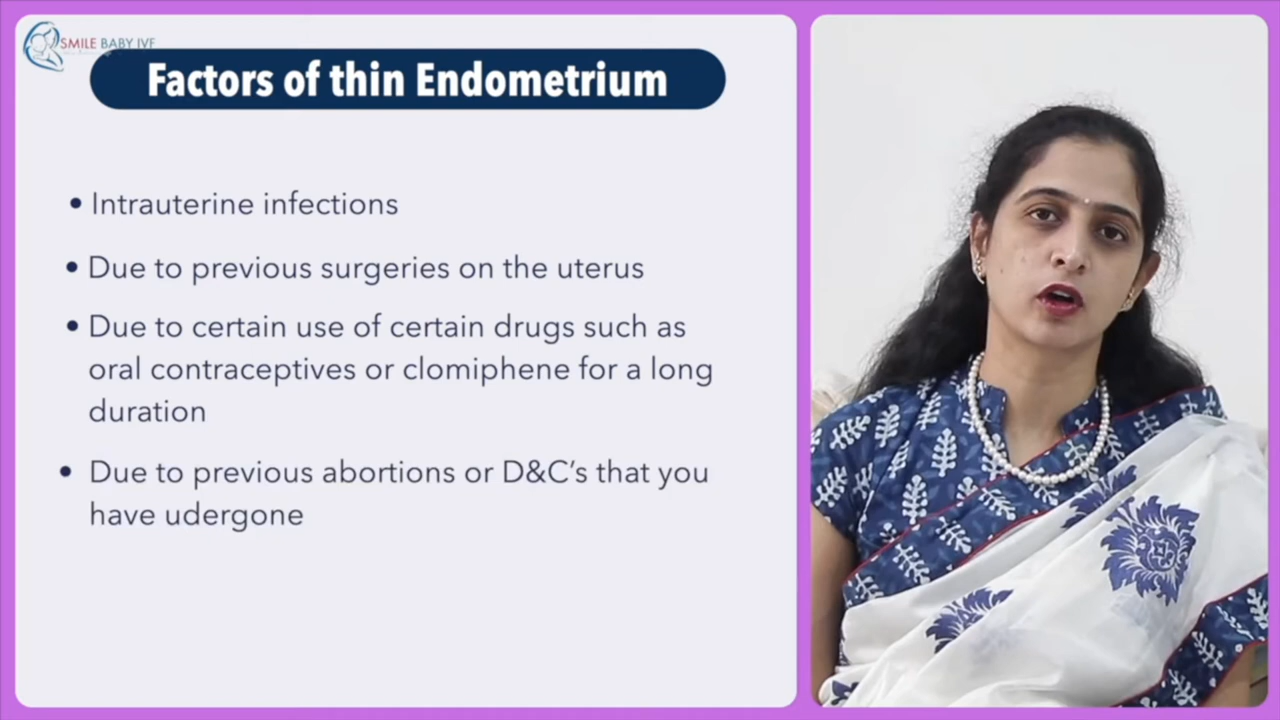 SMILE BABY IVF
Factors of thin Endometrium
• Intrauterine infections
• Due to previous surgeries on the uterus
• Due to certain use of certain drugs such as
oral contraceptives or clomiphene for a long
duration
• Due to previous abortions or D&C’s that you
have udergone